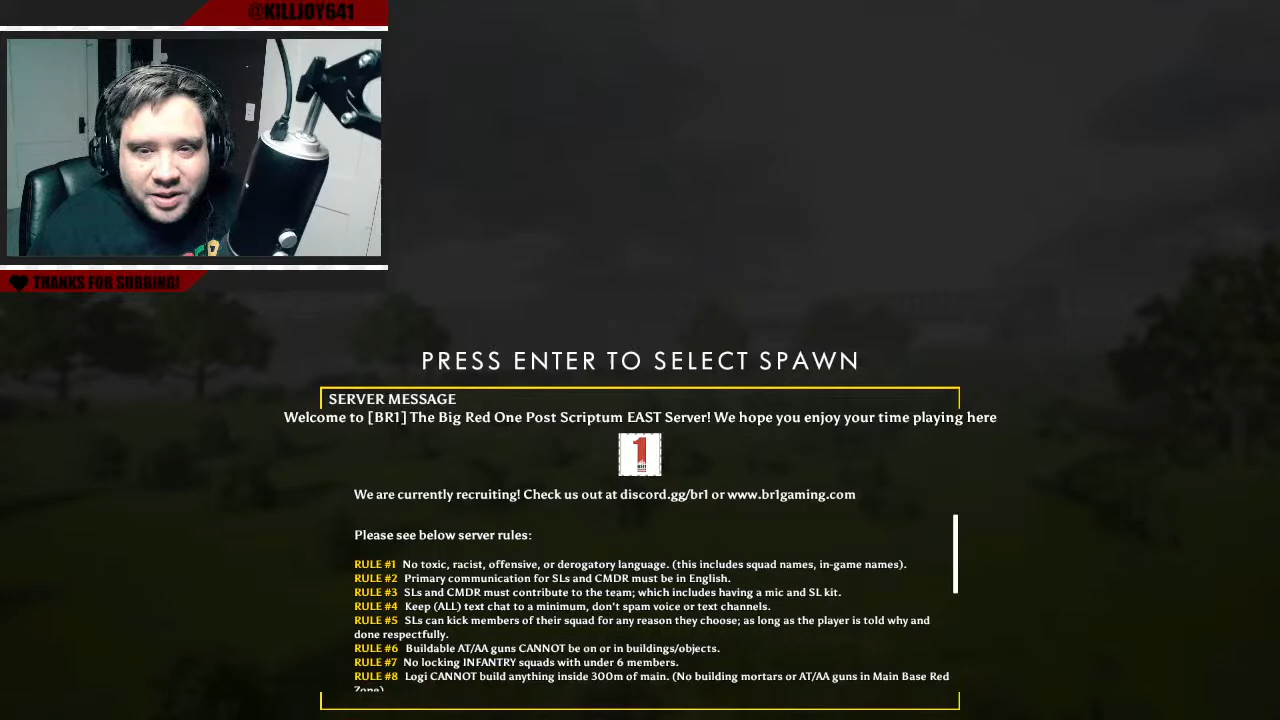 @KILLJOY641
THANKS FOR SUBBING!
PRESS ENTER TO SELECT SPAWN
SERVER MESSAGE
Welcome to [BR1] The Big Red One Post Scriptum EAST Server! We hope you enjoy your time playing here
1
We are currently recruiting! Check us out at discord.gg/br1 or www.br1gaming.com
Please see below server rules:
RULE #1 No toxic, racist, offensive, or derogatory language. (this includes squad names, in-game names).
RULE #2 Primary communication for SLs and CMDR must be in English.
RULE #3 SLs and CMDR must contribute to the team; which includes having a mic and SL kit.
RULE #4 Keep (ALL) text chat to a minimum, don't spam voice or text channels.
RULE #5 SLs can kick members of their squad for any reason they choose; as long as the player is told why and
done respectfully.
RULE #6 Buildable AT/AA guns CANNOT be on or in buildings/objects.
RULE #7 No locking INFANTRY squads with under 6 members.
RULE #8 Logi CANNOT build anything inside 300m of main. (No building mortars or AT/AA guns in Main Base Red
Zone)